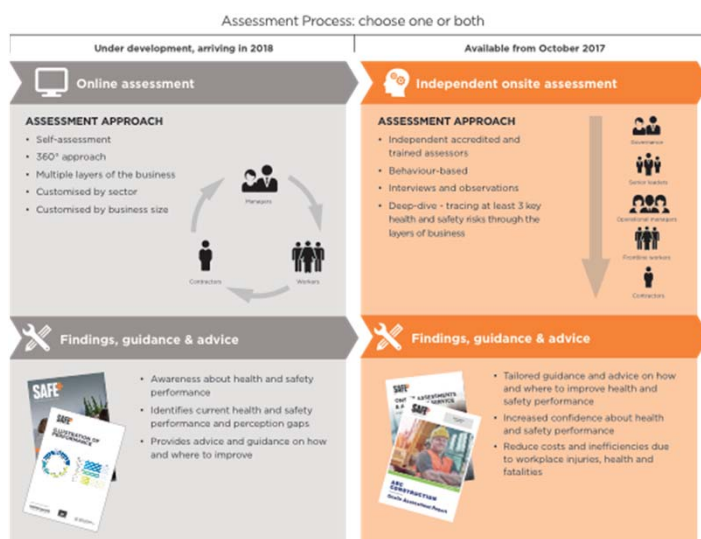 Assessment Process: choose one or both
Under development, arriving in 2018
Available from October 2017
Online assessment
ASSESSMENT APPROACH
• Self-assessment
• 360° approach
• Multiple layers of the business
• Customised by sector
• Customised by business size
Managers
Contractors
Workers
Independent onsite assessment
ASSESSMENT APPROACH
• Independent accredited and
trained assessors
• Behaviour-based
• Interviews and observations
• Deep-dive - tracing at least 3 key
health and safety risks through the
layers of business
Governance
Senior leaders
Operational managers
Frontline workers
Contractors
Findings, guidance & advice
SAFE+
SAFE+
ILLUSTRATION OF
PERFORMANCE
• Awareness about health and safety
performance
• Identifies current health and safety
performance and perception gaps
• Provides advice and guidance on how
and where to improve
Findings, guidance & advice
SAFE+
SAFE+
ABC
CONSTRUCTION
Onsite Assessment Report
• Tailored guidance and advice on how
and where to improve health and
safety performance
• Increased confidence about health
and safety performance
• Reduce costs and inefficiencies due
to workplace injuries, health and
fatalities